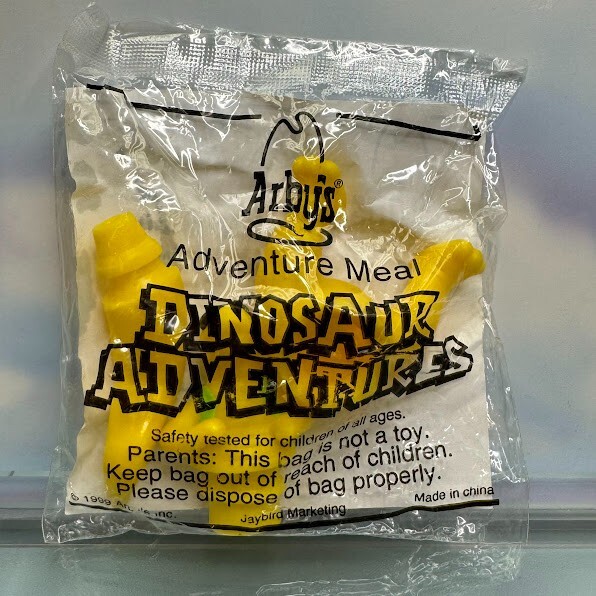 Arby's®
Adventure Meal
DINOSAUR
ADVENTURES
Safety tested for children of all ages.
Parents: This bag is not a toy.
Keep bag out of reach of children.
Please dispose of bag properly.
© 1999 Inc.
Jaybird Marketing
Made in china